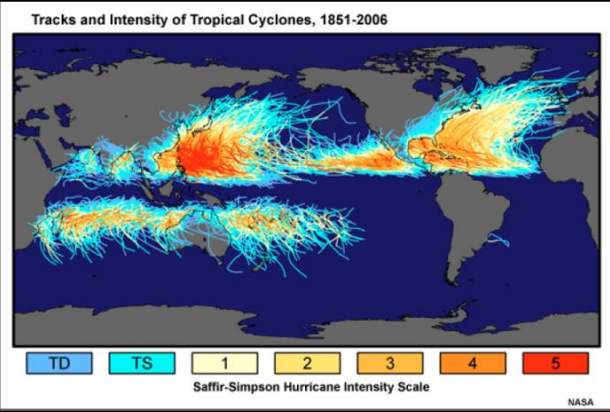 Tracks and Intensity of Tropical Cyclones, 1851-2006
TD TS 1 2 3 4 5
Saffir-Simpson Hurricane Intensity Scale
NASA